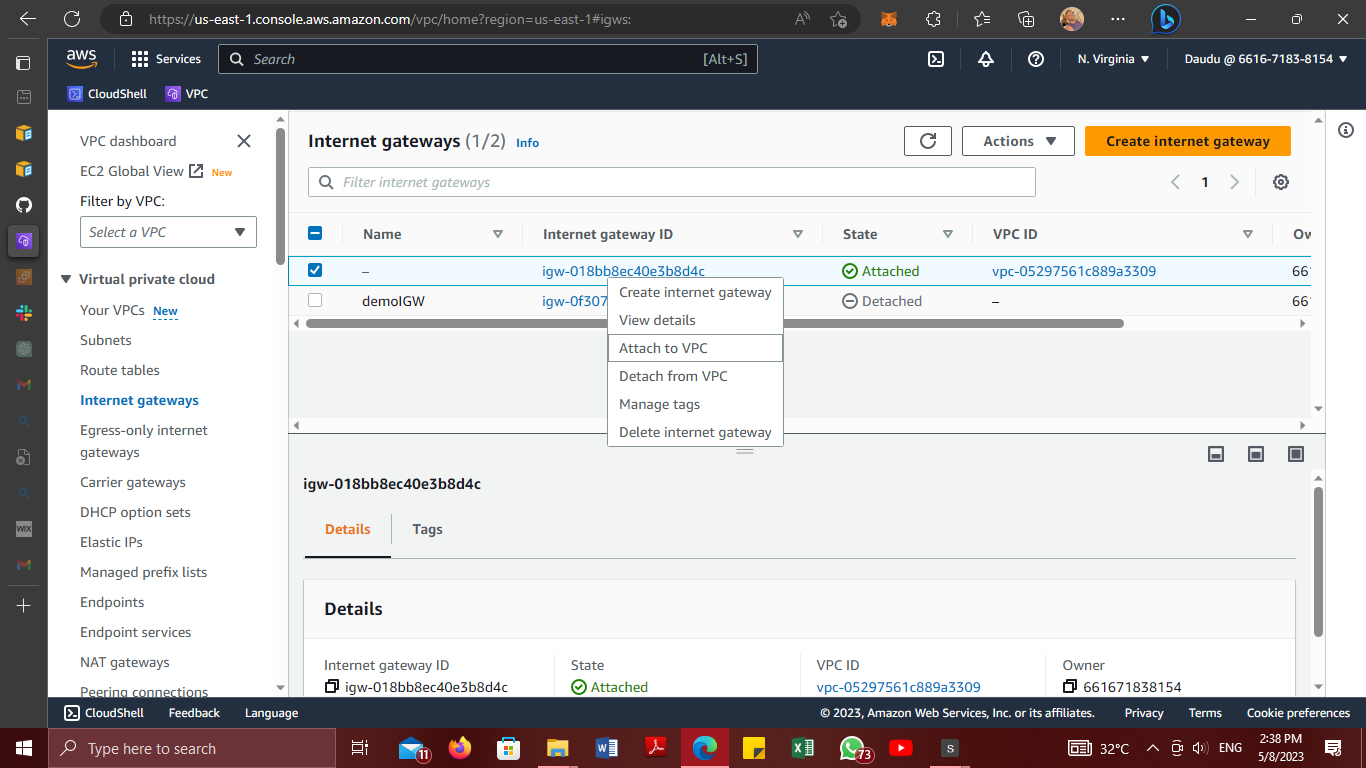 https://us-east-1.console.aws.amazon.com/vpc/home?region=us-east-1#igws:
aws
Services
Search
[Alt+S]
N. Virginia
Daudu @ 6616-7183-8154
CloudShell
VPC
VPC dashboard
EC2 Global View New
Filter by VPC:
Select a VPC
Virtual private cloud
Your VPCs New
Subnets
Route tables
Internet gateways
Egress-only internet
gateways
Carrier gateways
DHCP option sets
Elastic IPs
Managed prefix lists
Endpoints
Endpoint services
NAT gateways
Peering connections
Internet gateways (1/2) Info
Actions
Create internet gateway
Filter internet gateways
1
Name Internet gateway ID State VPC ID Ow
– igw-018bb8ec40e3b8d4c Attached vpc-05297561c889a3309 661
demoIGW igw-0f307 Detached – 661
Create internet gateway
View details
Attach to VPC
Detach from VPC
Manage tags
Delete internet gateway
igw-018bb8ec40e3b8d4c
Details Tags
Details
Internet gateway ID State VPC ID Owner
igw-018bb8ec40e3b8d4c Attached vpc-05297561c889a3309 661671838154
CloudShell Feedback Language
© 2023, Amazon Web Services, Inc. or its affiliates. Privacy Terms Cookie preferences
Type here to search
11
73
S
32°C
ENG
2:38 PM
5/8/2023
WIX